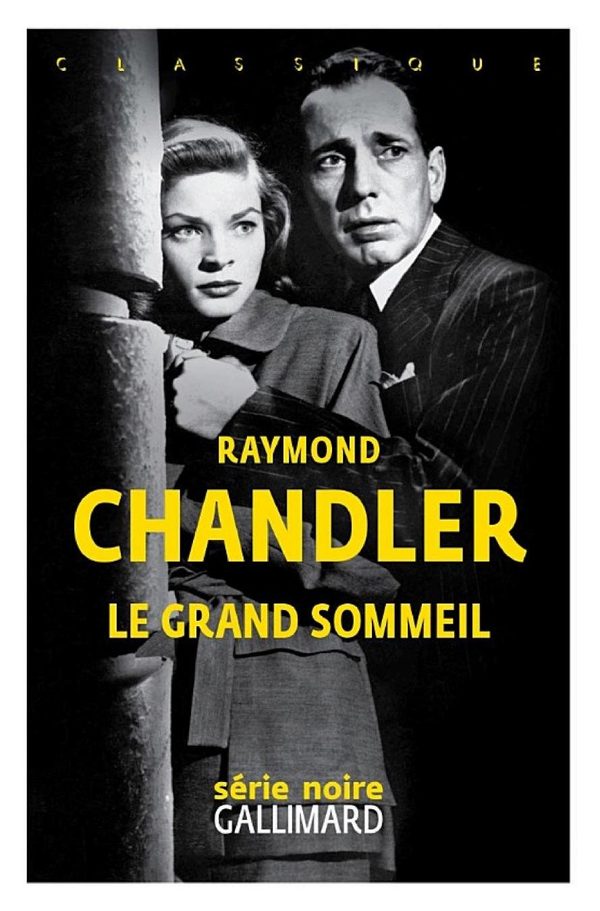 CLASSIQUE
RAYMOND
CHANDLER
LE GRAND SOMMEIL
série noire
GALLIMARD